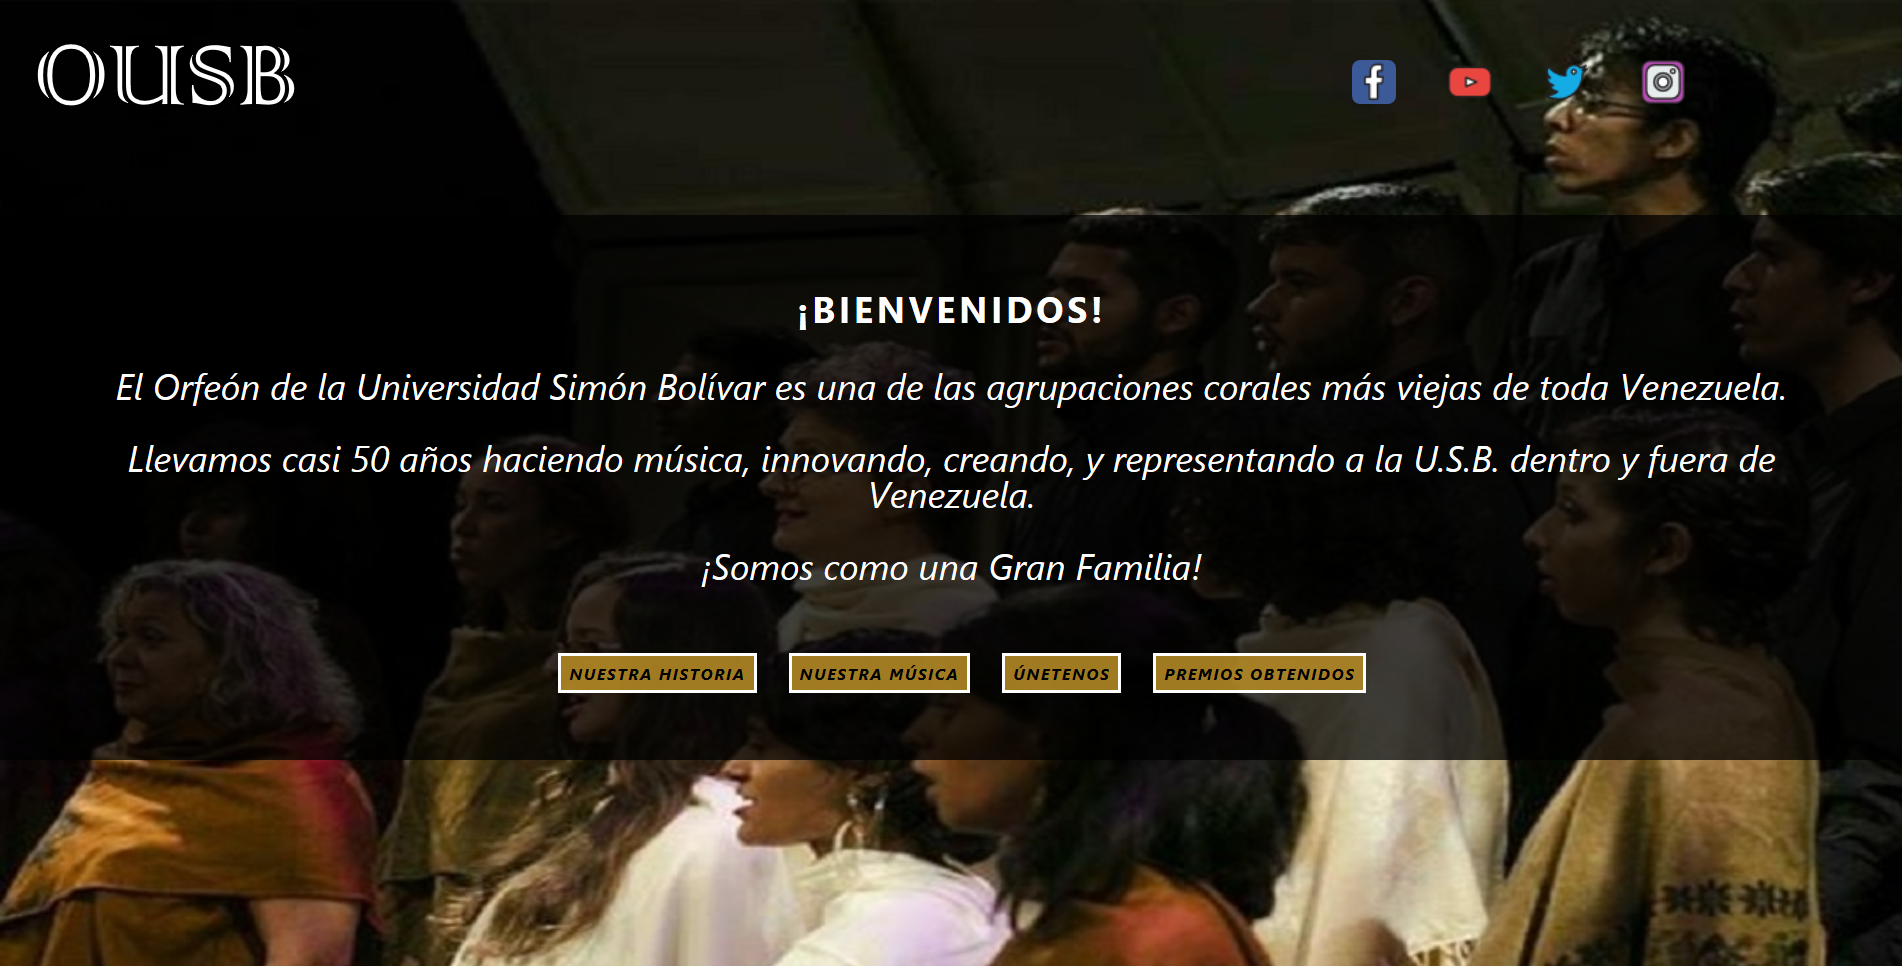 OUSB
¡BIENVENIDOS!
El Orfeón de la Universidad Simón Bolívar es una de las agrupaciones corales más viejas de toda Venezuela.
Llevamos casi 50 años haciendo música, innovando, creando, y representando a la U.S.B. dentro y fuera de
Venezuela.
¡Somos como una Gran Familia!
NUESTRA HISTORIA NUESTRA MÚSICA ÚNETENOS PREMIOS OBTENIDOS